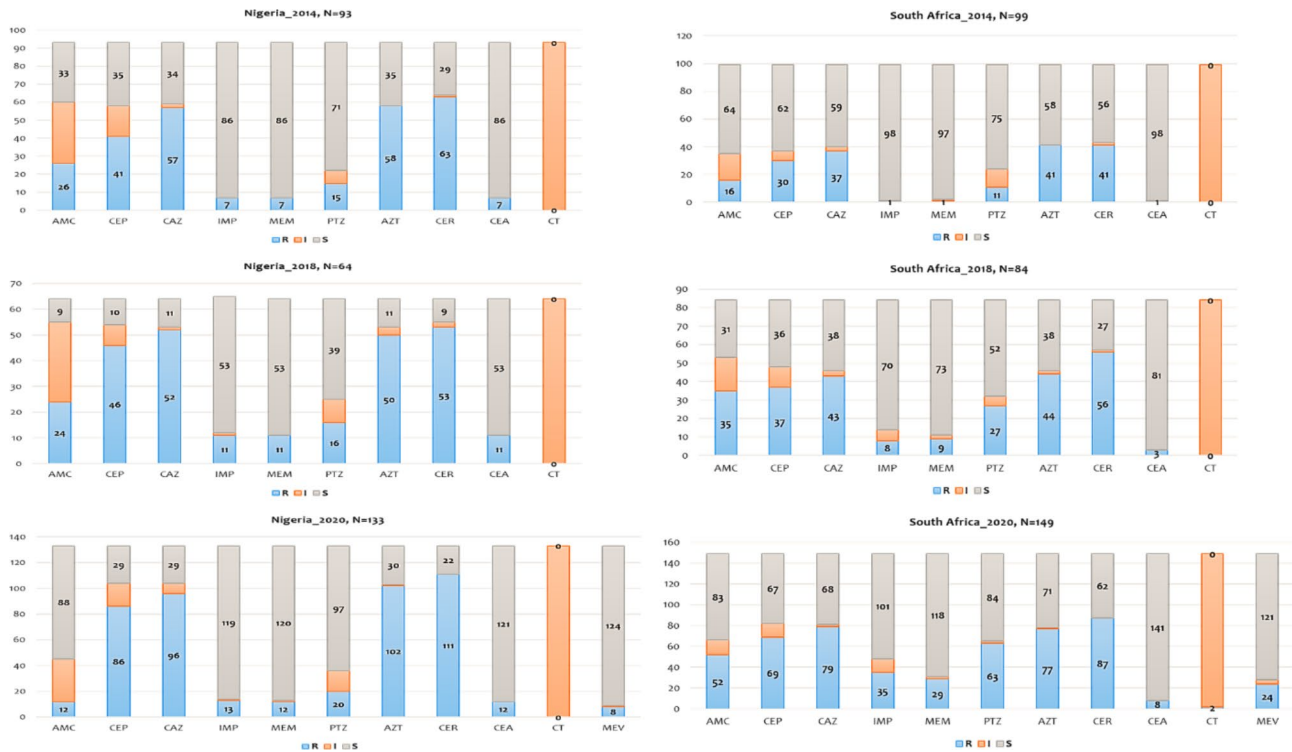 Nigeria_2014, N=93
100
90
80
70
60
50
40
30
20
10
0
33 35 34 86 86 71 35 29 86 0
26 41 57 7 7 15 58 63 7 0
AMC CEP CAZ IMP MEM PTZ AZT CER CEA CT
R I S
South Africa_2014, N=99
120
100
80
60
40
20
0
64 62 59 98 97 75 58 56 98 0
16 30 37 1 1 11 41 41 1 0
AMC CEP CAZ IMP MEM PTZ AZT CER CEA CT
R I S
Nigeria_2018, N=64
70
60
50
40
30
20
10
0
9 10 11 53 53 39 11 9 53 0
24 46 52 11 11 16 50 53 11 0
AMC CEP CAZ IMP MEM PTZ AZT CER CEA CT
R I S
South Africa_2018, N=84
90
80
70
60
50
40
30
20
10
0
31 36 38 70 73 52 38 27 81 0
35 37 43 8 9 27 44 56 3 0
AMC CEP CAZ IMP MEM PTZ AZT CER CEA CT
R I S
Nigeria_2020, N=133
140
120
100
80
60
40
20
0
88 29 29 119 120 97 30 22 121 0 124
12 86 96 13 12 20 102 111 12 0 8
AMC CEP CAZ IMP MEM PTZ AZT CER CEA CT MEV
R I S
South Africa_2020, N=149
160
140
120
100
80
60
40
20
0
83 67 68 101 118 84 71 62 141 0 121
52 69 79 35 29 63 77 87 8 2 24
AMC CEP CAZ IMP MEM PTZ AZT CER CEA CT MEV
R I S